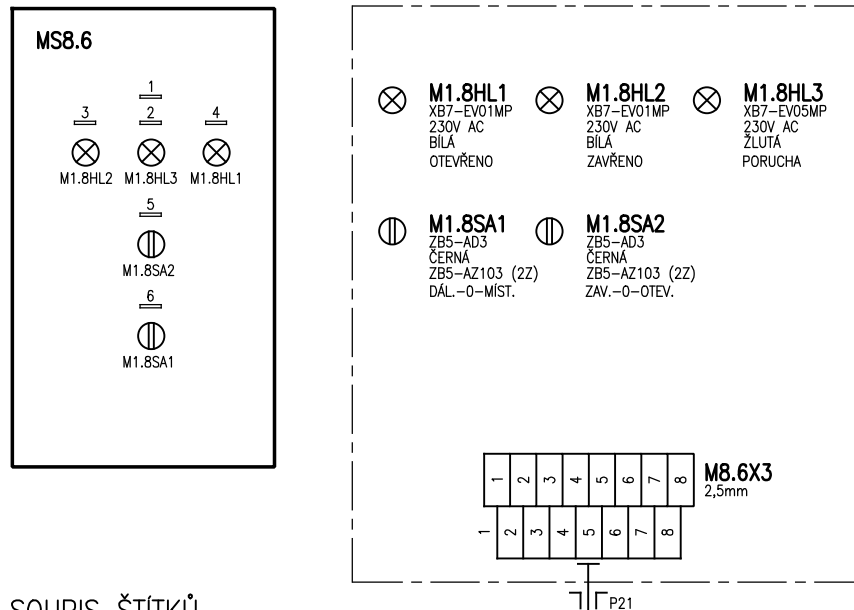 MS8.6
1
3 2 4
M1.8HL2 M1.8HL3 M1.8HL1
5
M1.8SA2
6
M1.8SA1
M1.8HL1
XB7-EV01MP
230V AC
BÍLÁ
OTEVŘENO
M1.8HL2
XB7-EV01MP
230V AC
BÍLÁ
ZAVŘENO
M1.8HL3
XB7-EV05MP
230V AC
ŽLUTÁ
PORUCHA
M1.8SA1
ZB5-AD3
ČERNÁ
ZB5-AZ103 (2Z)
DÁL.-0-MÍST.
M1.8SA2
ZB5-AD3
ČERNÁ
ZB5-AZ103 (2Z)
ZAV.-0-OTEV.
1 2 3 4 5 6 7 8
M8.6X3
2,5mm
1 2 3 4 5 6 7 8
P21
SOUPIS ŠTÍTKŮ